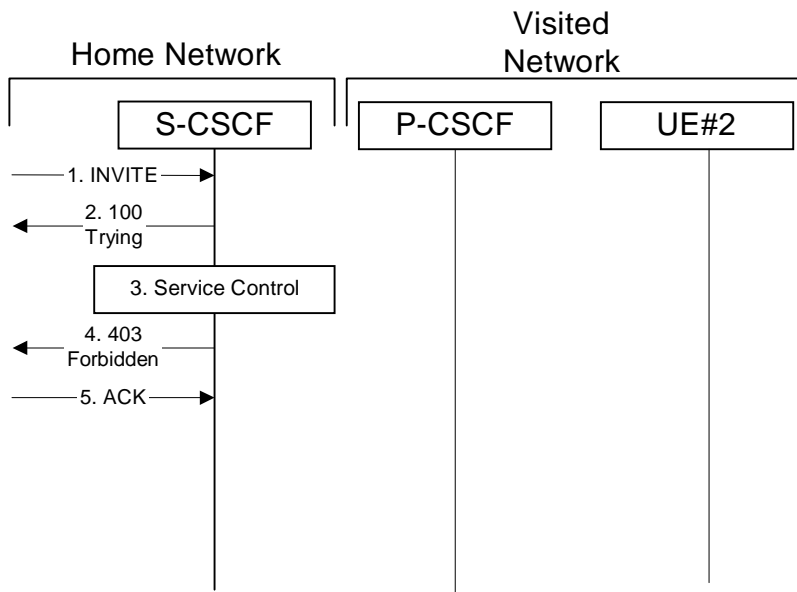 Home Network
Visited
Network
S-CSCF
P-CSCF
UE#2
1. INVITE
2. 100
Trying
3. Service Control
4. 403
Forbidden
5. ACK